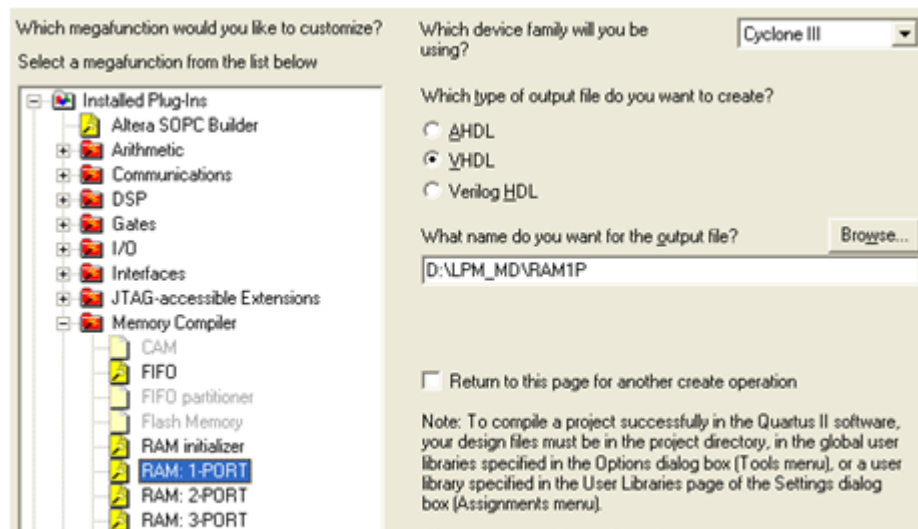 Which megafunction would you like to customize?
Select a megafunction from the list below
Installed Plug-Ins
Altera SOPC Builder
Arithmetic
Communications
DSP
Gates
I/O
Interfaces
JTAG-accessible Extensions
Memory Compiler
CAM
FIFO
FIFO partitioner
Flash Memory
RAM initializer
RAM: 1-PORT
RAM: 2-PORT
RAM: 3-PORT
Which device family will you be
using?
Cyclone III
Which type of output file do you want to create?
AHDL
VHDL
Verilog HDL
What name do you want for the output file?
Browse...
D:\LPM_MD\RAM1P
Return to this page for another create operation
Note: To compile a project successfully in the Quartus II software,
your design files must be in the project directory, in the global user
libraries specified in the Options dialog box (Tools menu), or a user
library specified in the User Libraries page of the Settings dialog
box (Assignments menu).